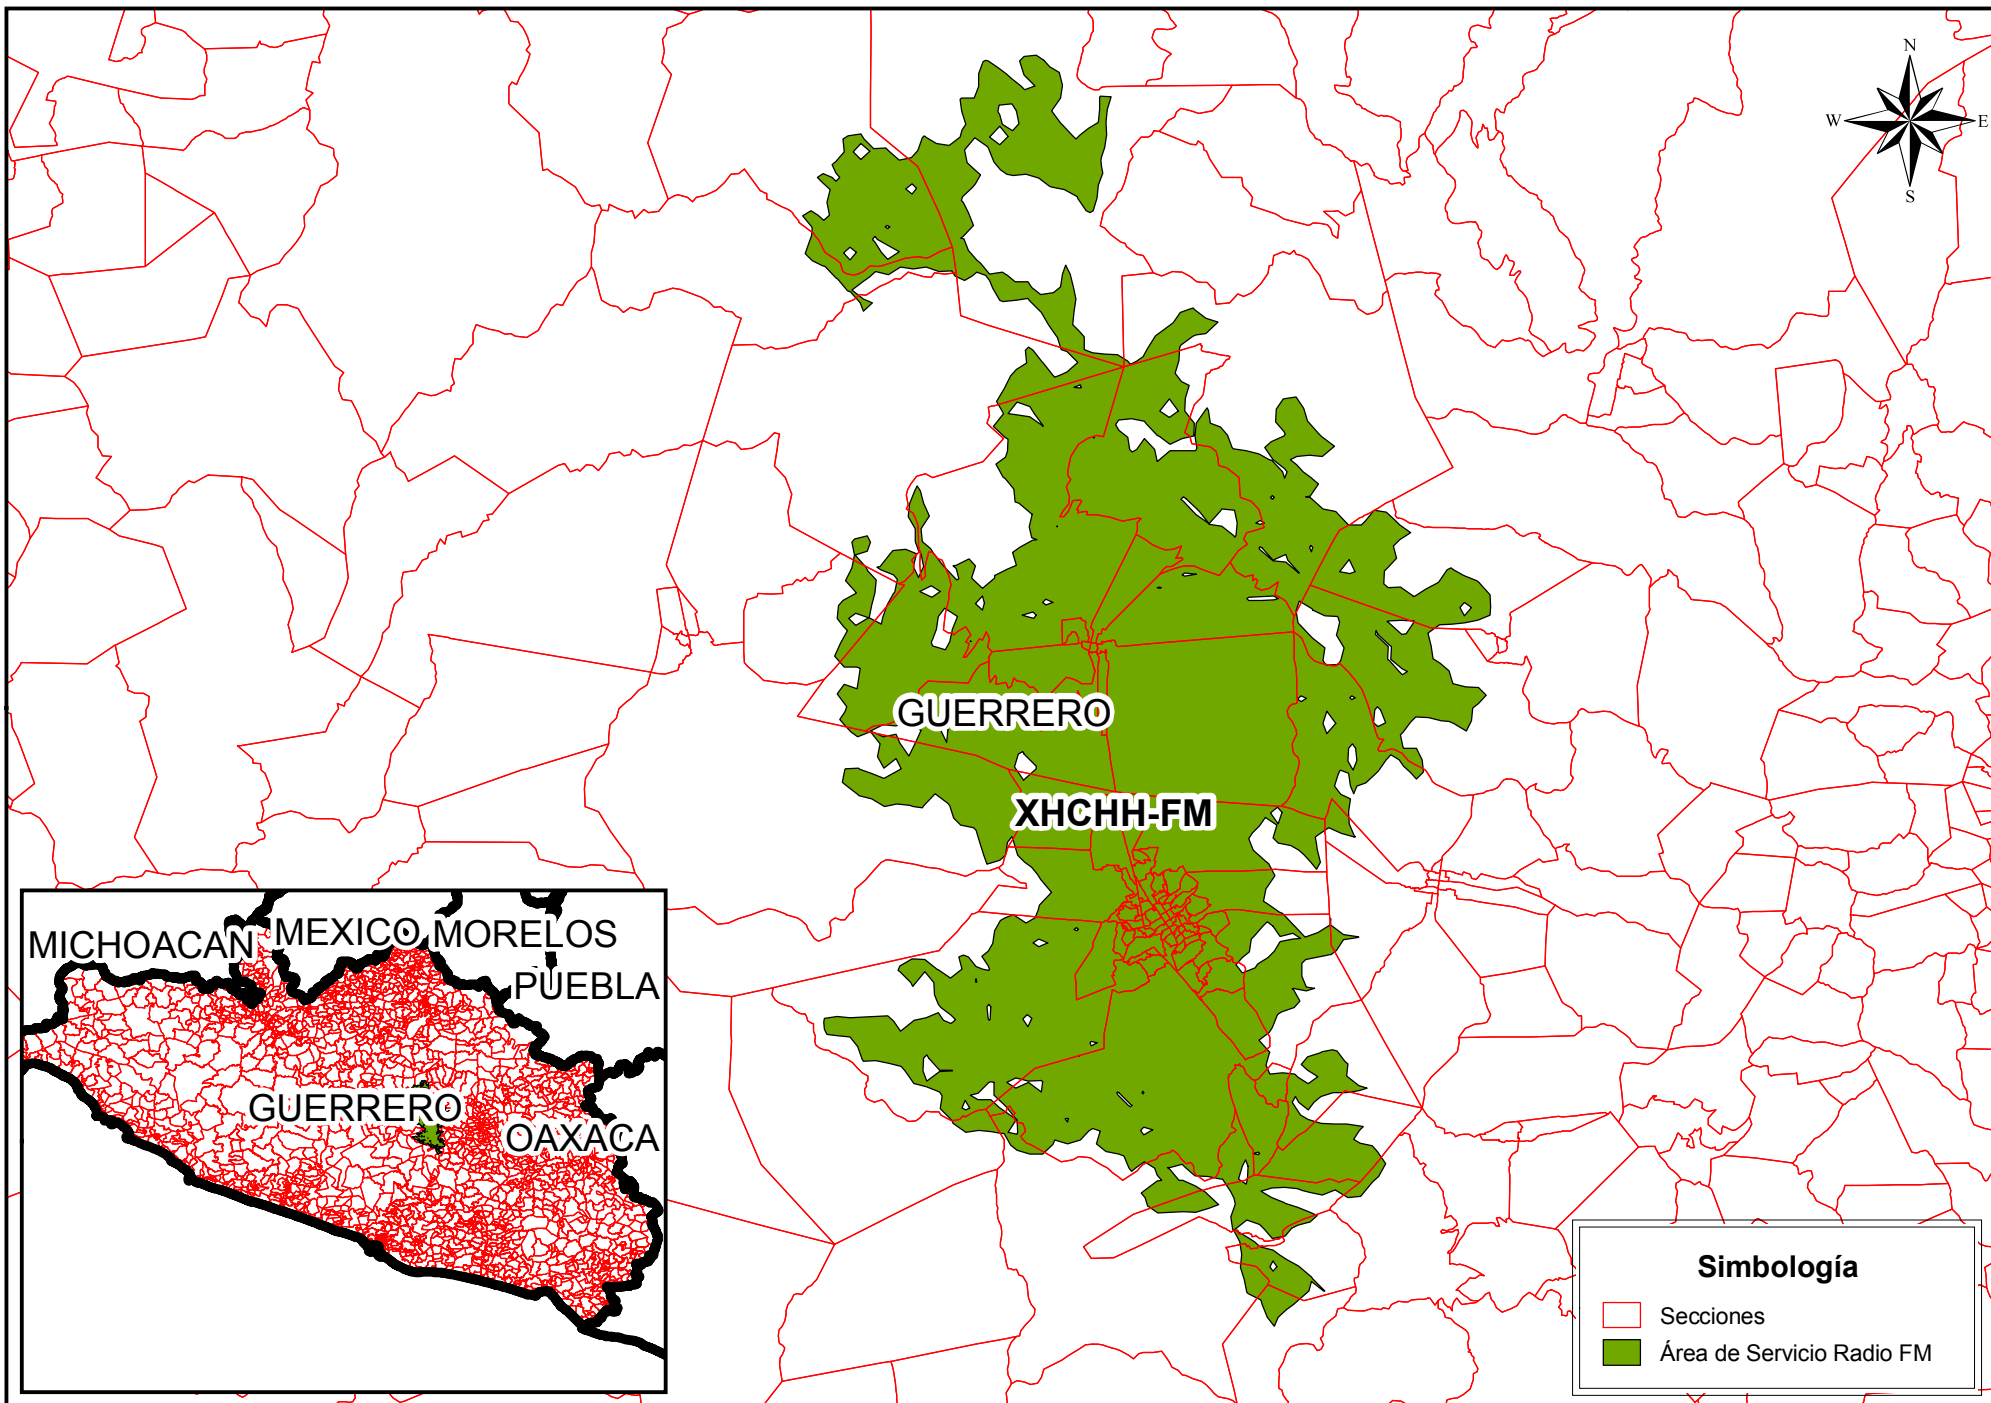 N
W E
S
GUERRERO
XHCHH-FM
MICHOACAN MEXICO MORELOS
PUEBLA
GUERRERO
OAXACA
Simbología
Secciones
Área de Servicio Radio FM